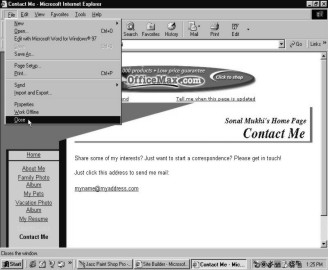 Contact Me - Microsoft Internet Explorer
File Edit View Favorites Tools Help
New
Open... Ctrl+O
Edit with Microsoft Word for Windows® 97
Save
Save As...
Page Setup...
Print... Ctrl+P
Send
Import and Export...
Properties
Work Offline
Close
Search Favorites History Mail Print Edit
Go Links »
000 products • Low price guarantee
OfficeMax.com
Click to shop
Tell me when this page is updated
Sonal Mukhi's Home Page
Contact Me
Home
About Me
Family Photo
Album
My Pets
Vacation Photo
Album
My Resume
Contact Me
Share some of my interests? Just want to start a correspondence? Please get in touch!
Just click this address to send me mail:
myname@myaddress.com
Closes the window.
Start Jasc Paint Shop Pro - ... Site Builder - Microsof... Contact Me - Mic... 1:25 PM